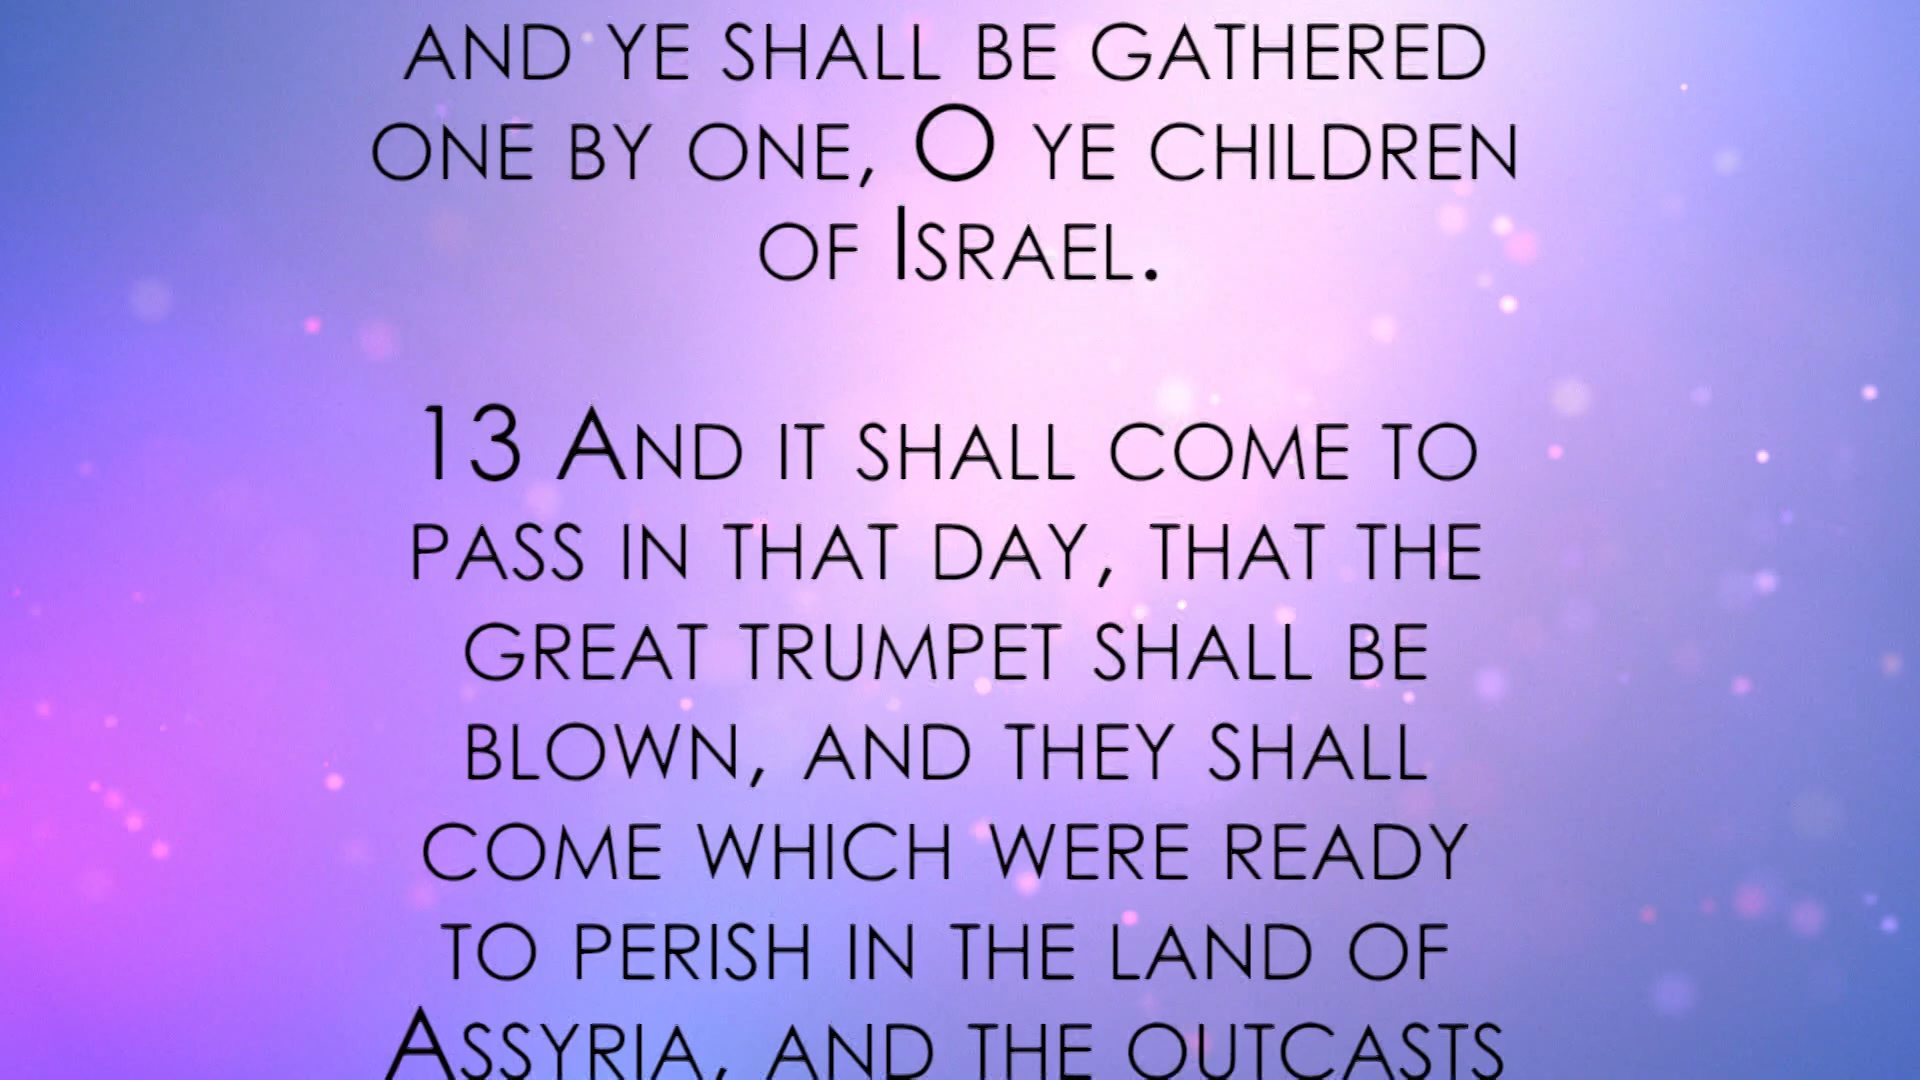 AND YE SHALL BE GATHERED
ONE BY ONE, O YE CHILDREN
OF ISRAEL.
13 AND IT SHALL COME TO
PASS IN THAT DAY, THAT THE
GREAT TRUMPET SHALL BE
BLOWN, AND THEY SHALL
COME WHICH WERE READY
TO PERISH IN THE LAND OF
ASSYRIA, AND THE OUTCASTS